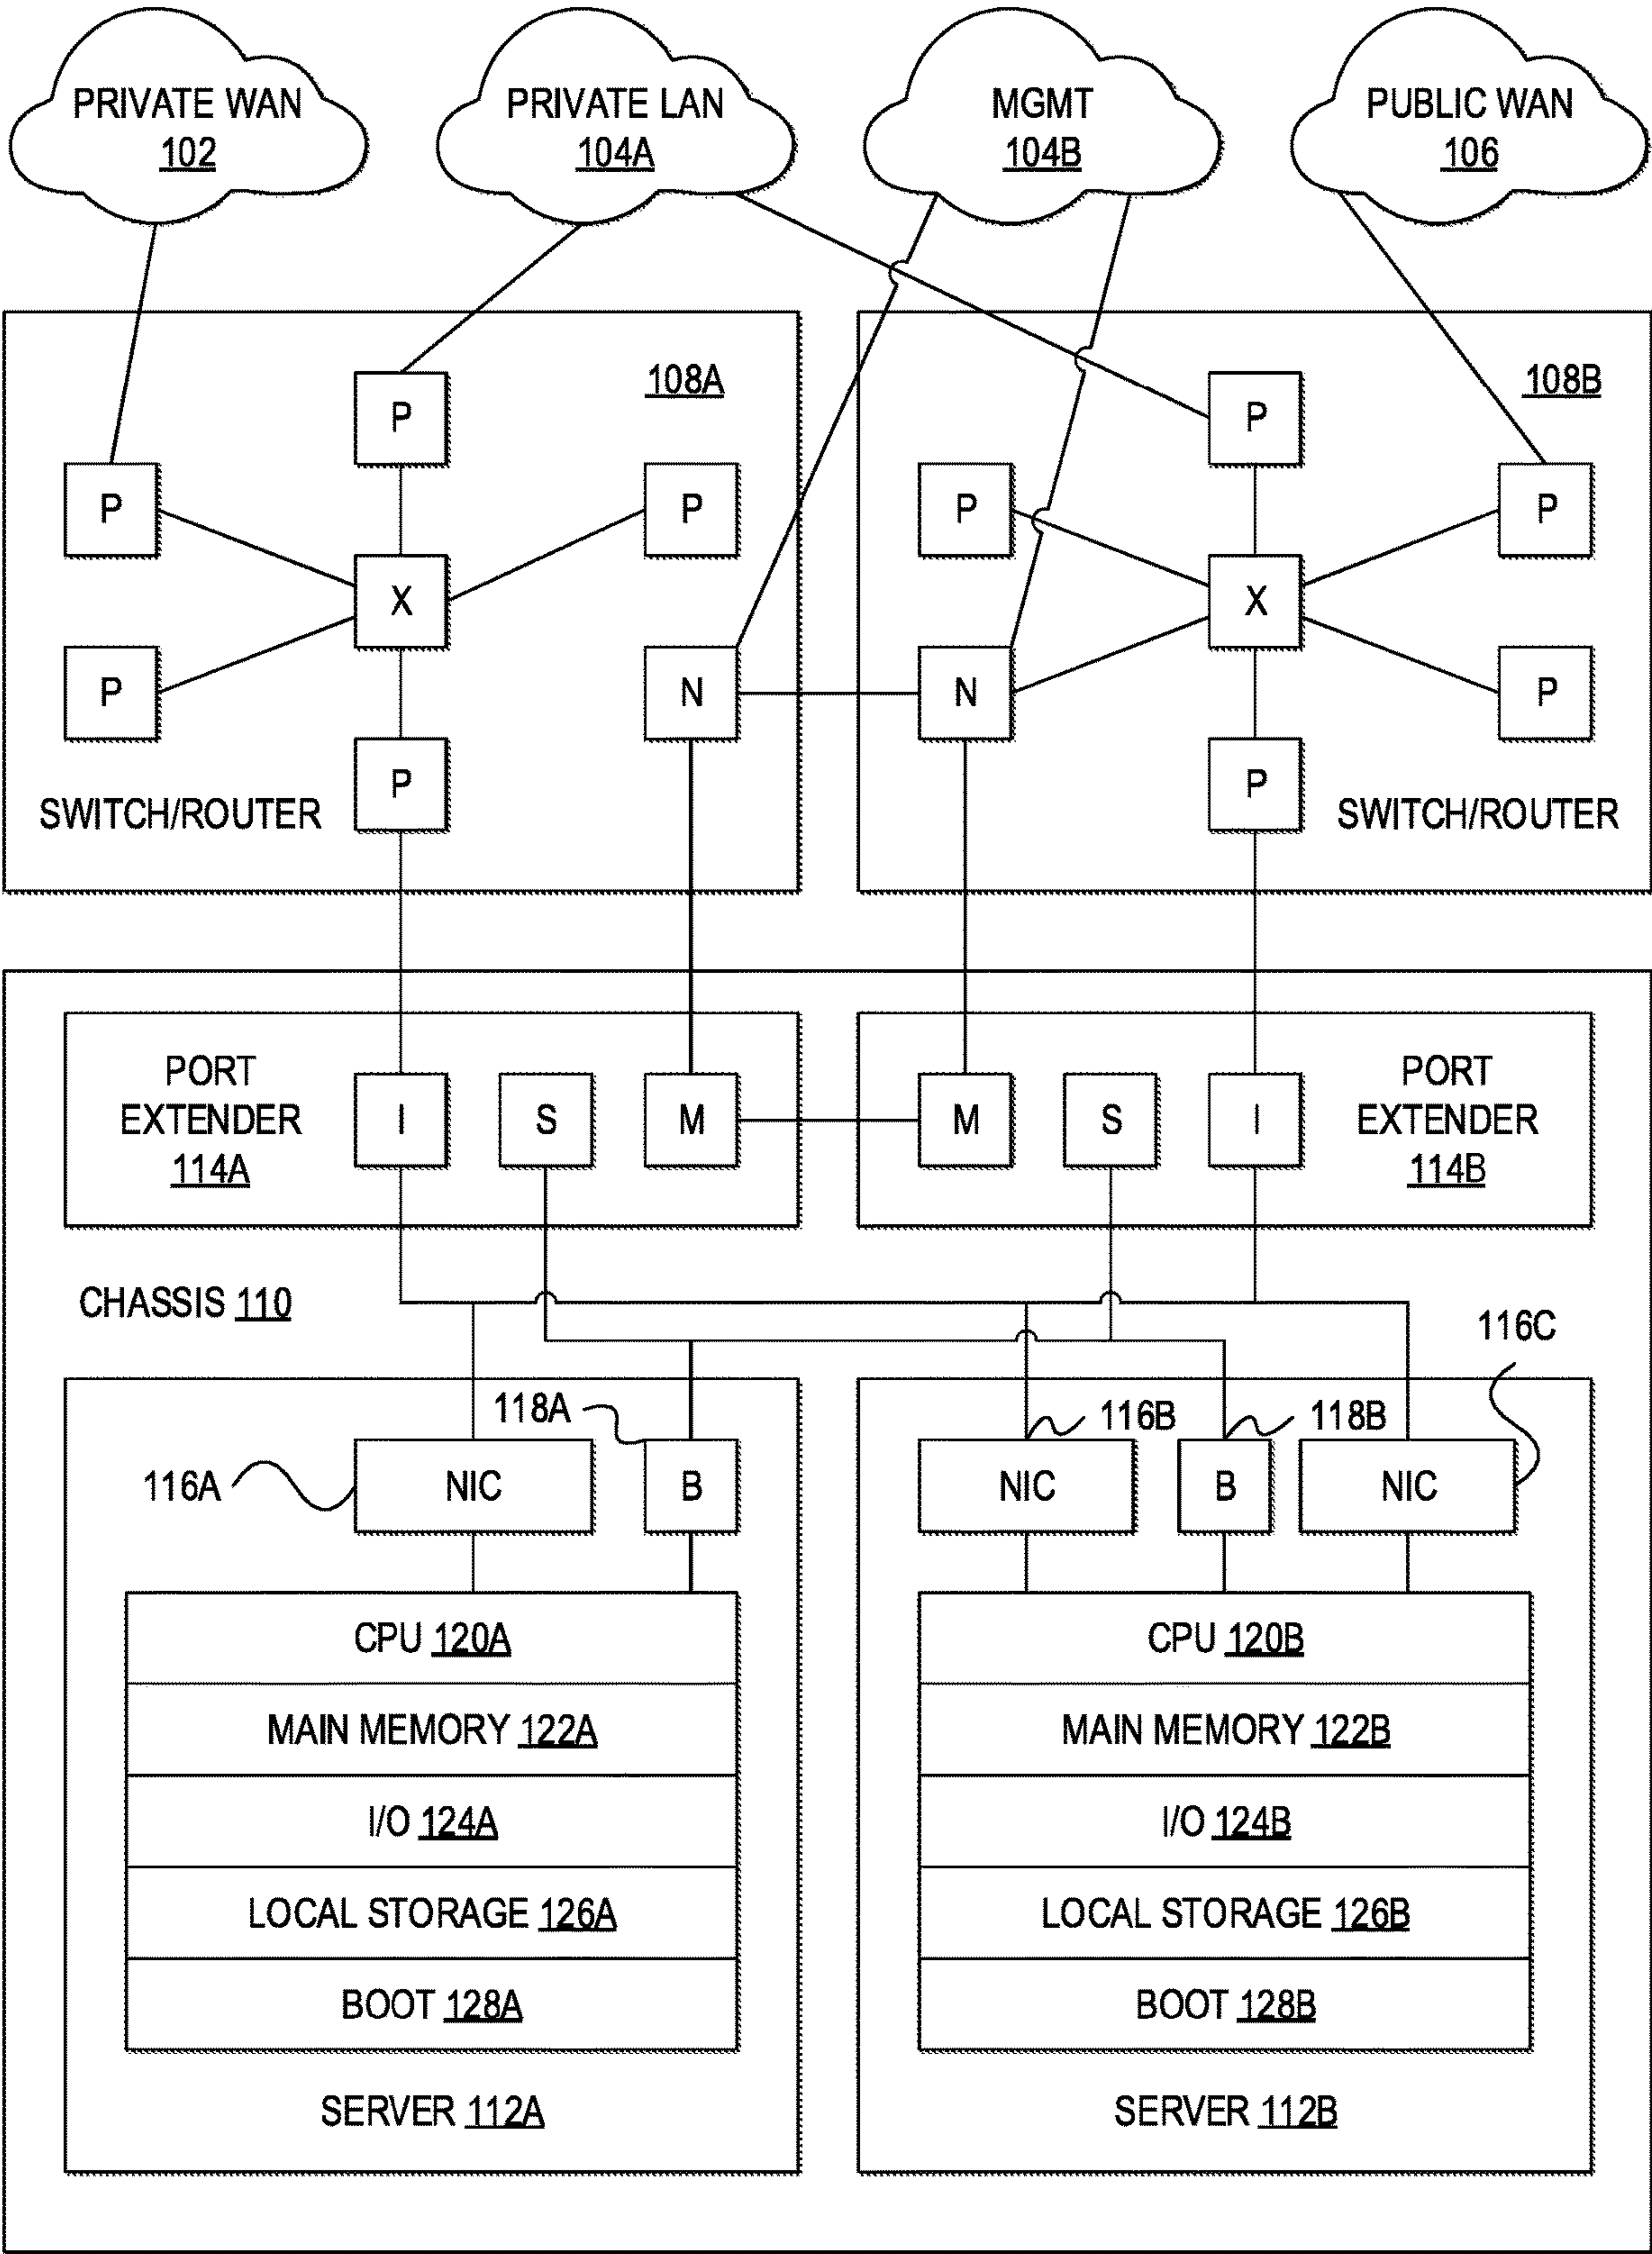 PRIVATE WAN
102
PRIVATE LAN
104A
MGMT
104B
PUBLIC WAN
106
108A
108B
P
P
P
P
P
P
X
X
P
N
N
P
P
P
SWITCH/ROUTER
SWITCH/ROUTER
PORT
EXTENDER
114A
I
S
M
M
S
I
PORT
EXTENDER
114B
CHASSIS 110
116C
118A
116B
118B
116A
NIC
B
NIC
B
NIC
CPU 120A
MAIN MEMORY 122A
I/O 124A
LOCAL STORAGE 126A
BOOT 128A
SERVER 112A
CPU 120B
MAIN MEMORY 122B
I/O 124B
LOCAL STORAGE 126B
BOOT 128B
SERVER 112B